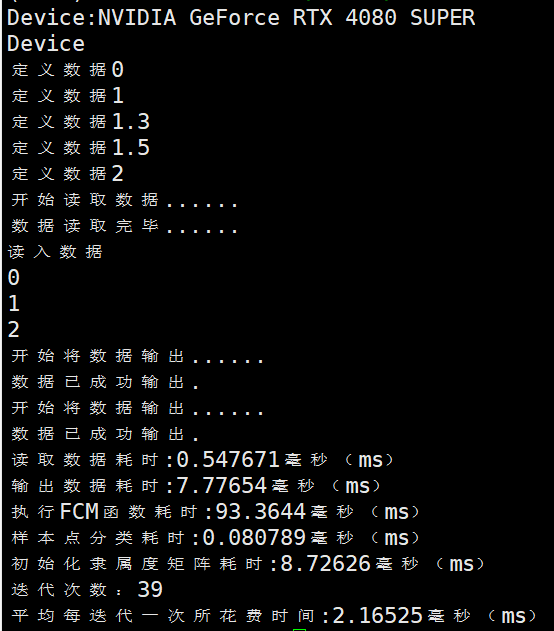 Device:NVIDIA GeForce RTX 4080 SUPER
Device
定义数据0
定义数据1
定义数据1.3
定义数据1.5
定义数据2
开始读取数据......
数据读取完毕......
读入数据
0
1
2
开始将数据输出......
数据已成功输出.
开始将数据输出......
数据已成功输出.
读取数据耗时:0.547671毫秒（ms）
输出数据耗时:7.77654毫秒（ms）
执行FCM函数耗时:93.3644毫秒（ms）
样本点分类耗时:0.080789毫秒（ms）
初始化隶属度矩阵耗时:8.72626毫秒（ms）
迭代次数：39
平均每迭代一次所花费时间:2.16525毫秒（ms）